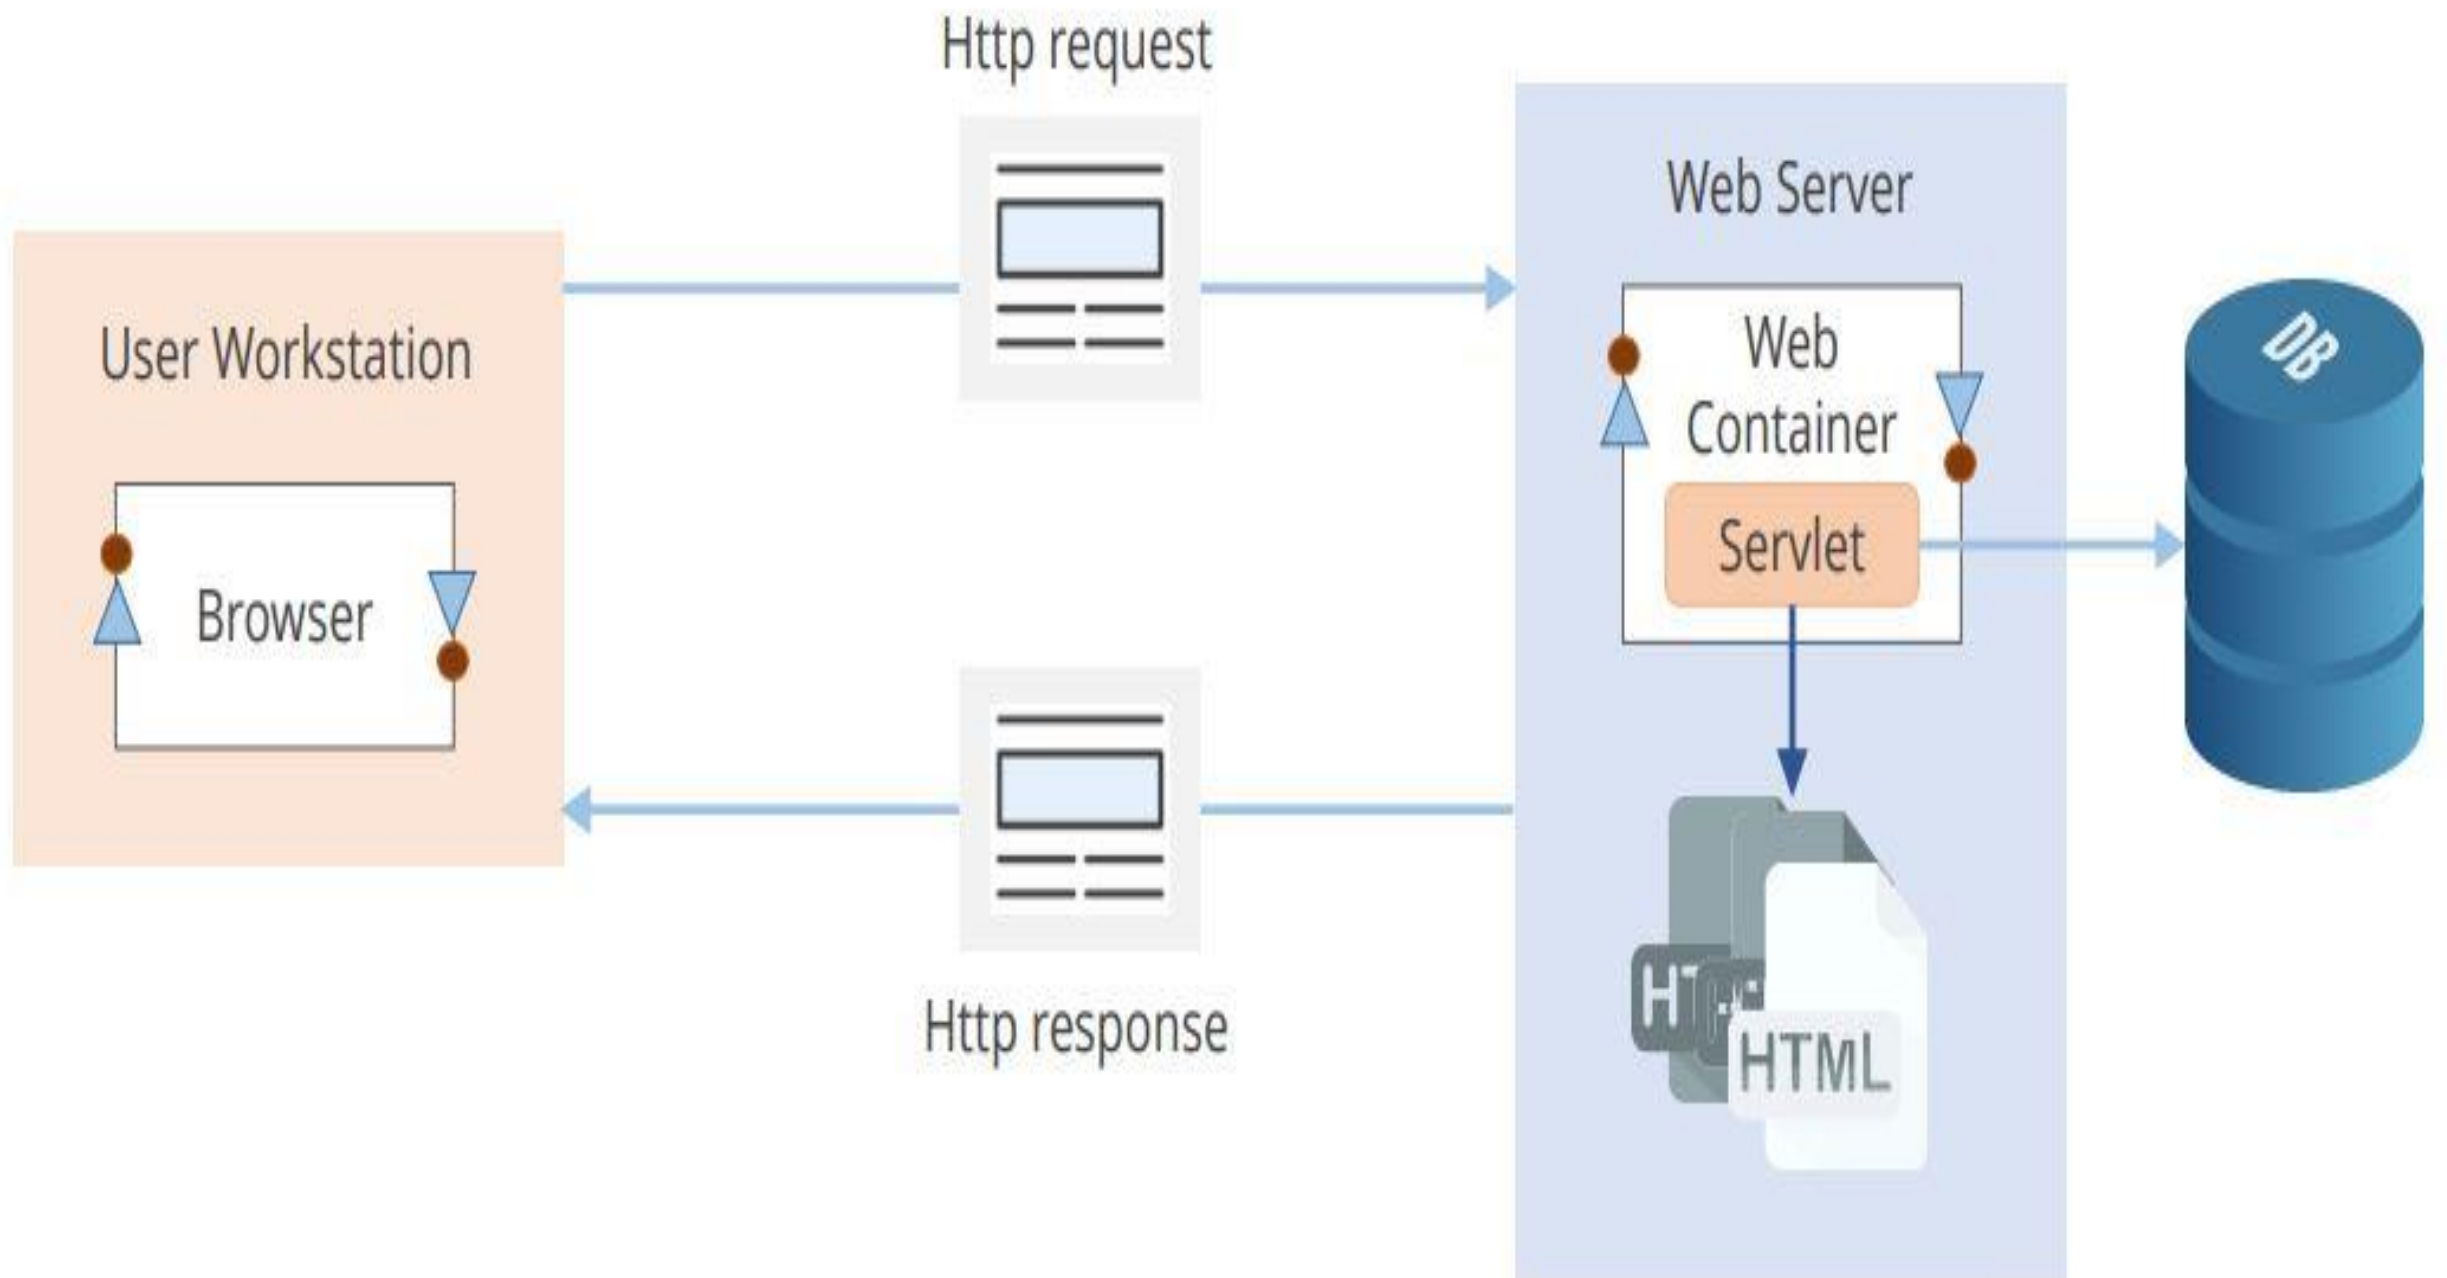 Http request
User Workstation
Browser
Http response
Web Server
Web
Container
Servlet
HTML
DB